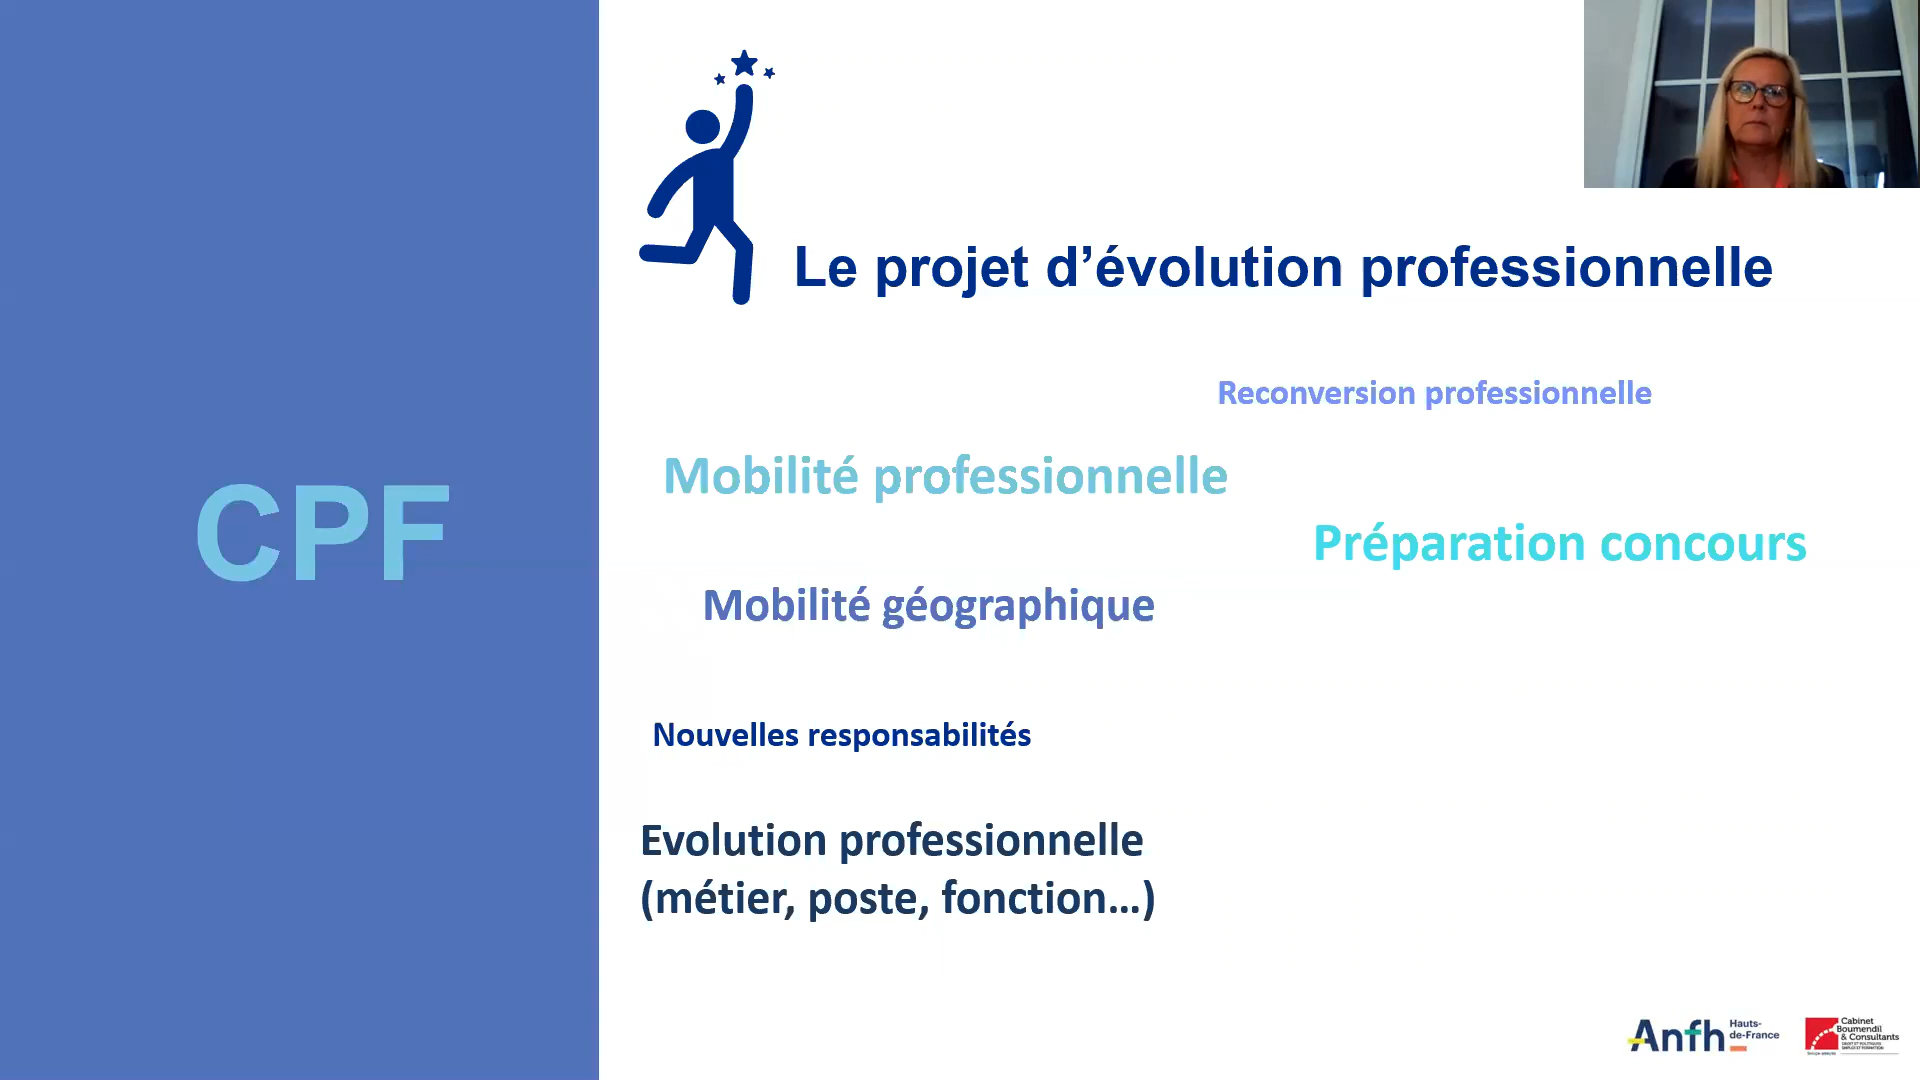 CPF
Le projet d’évolution professionnelle
Reconversion professionnelle
Mobilité professionnelle
Préparation concours
Mobilité géographique
Nouvelles responsabilités
Evolution professionnelle
(métier, poste, fonction…)
Anfh
Hauts-
de-France
Cabinet
Boumendil
& Consultants